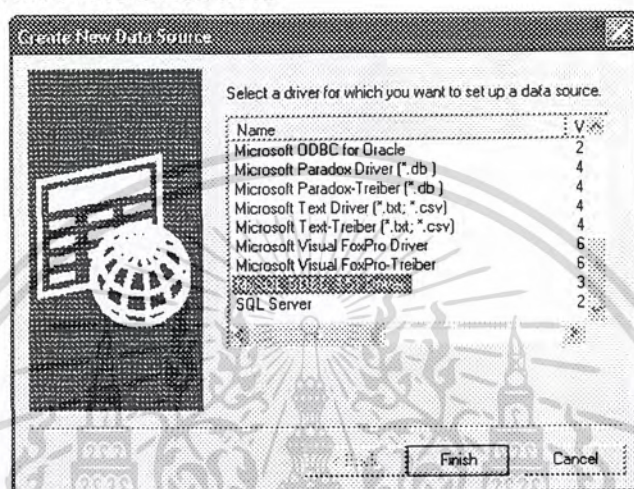 Create New Data Source
Select a driver for which you want to set up a data source.
Name V
Microsoft ODBC for Oracle 2
Microsoft Paradox Driver (*.db ) 4
Microsoft Paradox-Treiber (*.db ) 4
Microsoft Text Driver (*.txt; *.csv) 4
Microsoft Text-Treiber (*.txt; *.csv) 4
Microsoft Visual FoxPro Driver 6
Microsoft Visual FoxPro-Treiber 6
3
SQL Server 2
< Back Finish Cancel